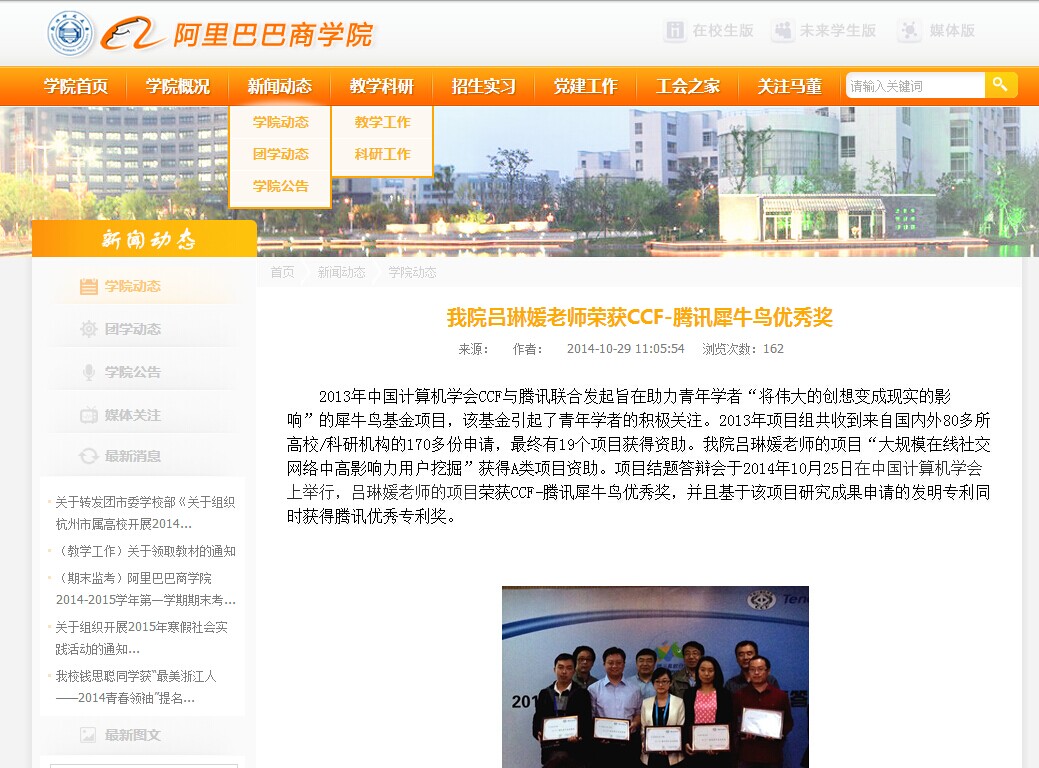 阿里巴巴商学院
在校生版 未来学生版 媒体版
学院首页 学院概况 新闻动态 教学科研 招生实习 党建工作 工会之家 关注马董 请输入关键词
学院动态 教学工作
团学动态 科研工作
学院公告
新闻动态
首页 新闻动态 学院动态
学院动态
团学动态
学院公告
媒体关注
最新消息
关于转发团市委学校部《关于组织
杭州市属高校开展2014...
（教学工作）关于领取教材的通知
（期末监考）阿里巴巴商学院
2014-2015学年第一学期期末考...
关于组织开展2015年寒假社会实
践活动的通知...
我校钱思聪同学获“最美浙江人
——2014青春领袖”提名...
最新图文
我院吕琳媛老师荣获CCF-腾讯犀牛鸟优秀奖
来源： 作者： 2014-10-29 11:05:54 浏览次数：162
2013年中国计算机学会CCF与腾讯联合发起旨在助力青年学者“将伟大的创想变成现实的影
响”的犀牛鸟基金项目，该基金引起了青年学者的积极关注。2013年项目组共收到来自国内外80多所
高校/科研机构的170多份申请，最终有19个项目获得资助。我院吕琳媛老师的项目“大规模在线社交
网络中高影响力用户挖掘”获得A类项目资助。项目结题答辩会于2014年10月25日在中国计算机学会
上举行，吕琳媛老师的项目荣获CCF-腾讯犀牛鸟优秀奖，并且基于该项目研究成果申请的发明专利同
时获得腾讯优秀专利奖。
Ten
201
答